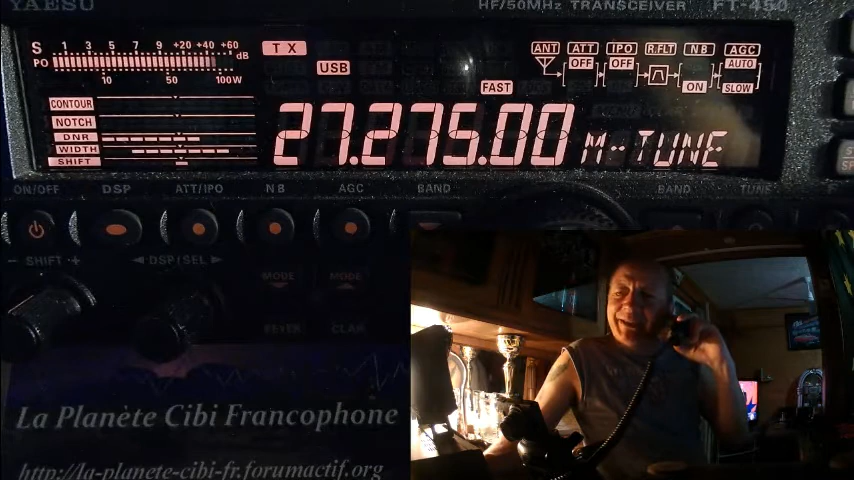 YAESU
HF/50MHz TRANSCEIVER FT-450
S 1 3 5 7 9 +20 +40 +60 dB
PO 10 50 100W
TX
USB
FAST
ANT ATT IPO R.FLT NB AGC
OFF OFF AUTO
ON SLOW
CONTOUR
NOTCH
DNR
WIDTH
SHIFT
27.275.00 M-TUNE
ON/OFF DSP ATT/IPO NB AGC BAND BAND TUNE
- SHIFT + DSP/SEL MODE MODE
REVER CLAR
La Planète Cibi Francophone
http://la-planete-cibi-fr.forumactif.org